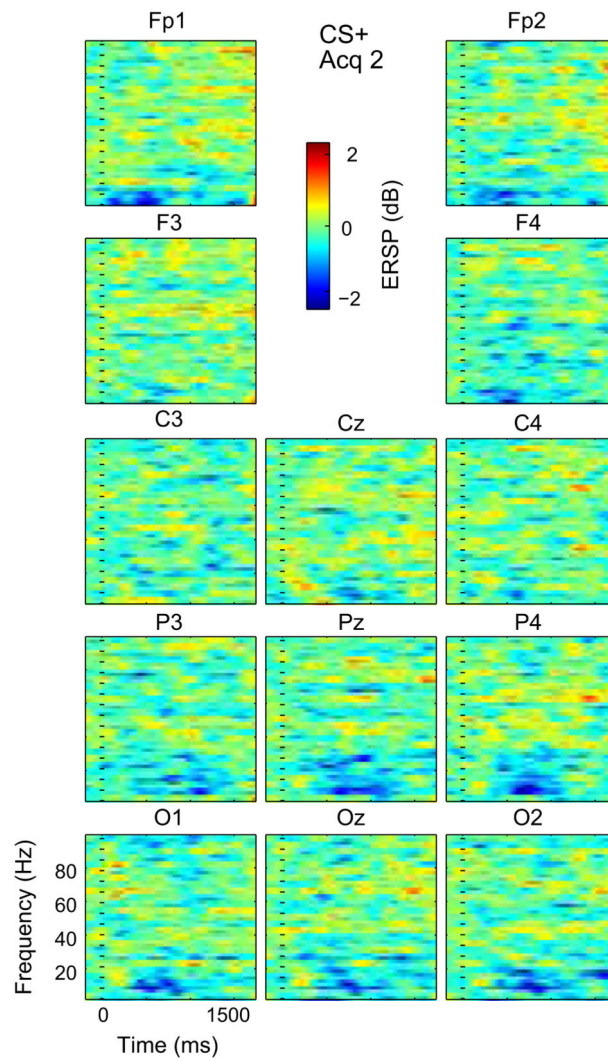 Fp1
CS+
Acq 2
Fp2
2
0
−2
ERSP (dB)
F3
F4
C3
Cz
C4
P3
Pz
P4
O1
Oz
O2
80
60
40
20
Frequency (Hz)
0
1500
Time (ms)